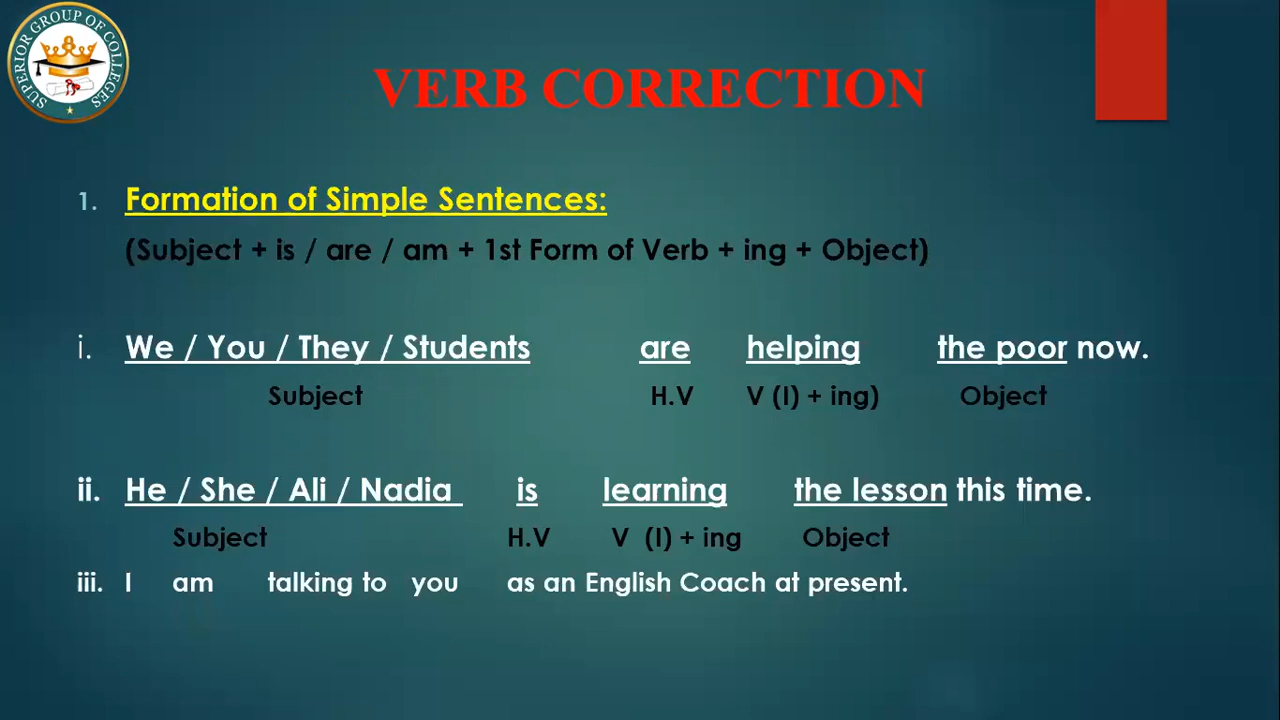 SUPERIOR GROUP OF COLLEGES
VERB CORRECTION
1. Formation of Simple Sentences:
(Subject + is / are / am + 1st Form of Verb + ing + Object)
i. We / You / They / Students are helping the poor now.
Subject H.V V (I) + ing) Object
ii. He / She / Ali / Nadia is learning the lesson this time.
Subject H.V V (I) + ing Object
iii. I am talking to you as an English Coach at present.